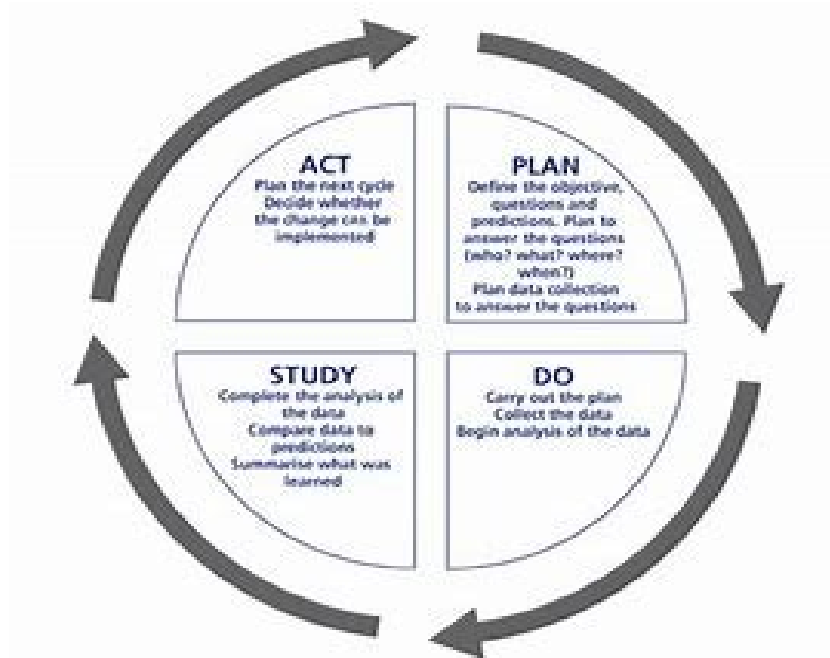 ACT
Plan the next cycle
Decide whether
the change can be
implemented
PLAN
Define the objective,
questions and
predictions. Plan to
answer the questions
(who? what? where?
when?)
Plan data collection
to answer the questions
STUDY
Complete the analysis of
the data
Compare data to
predictions
Summarise what was
learned
DO
Carry out the plan
Collect the data
Begin analysis of the data